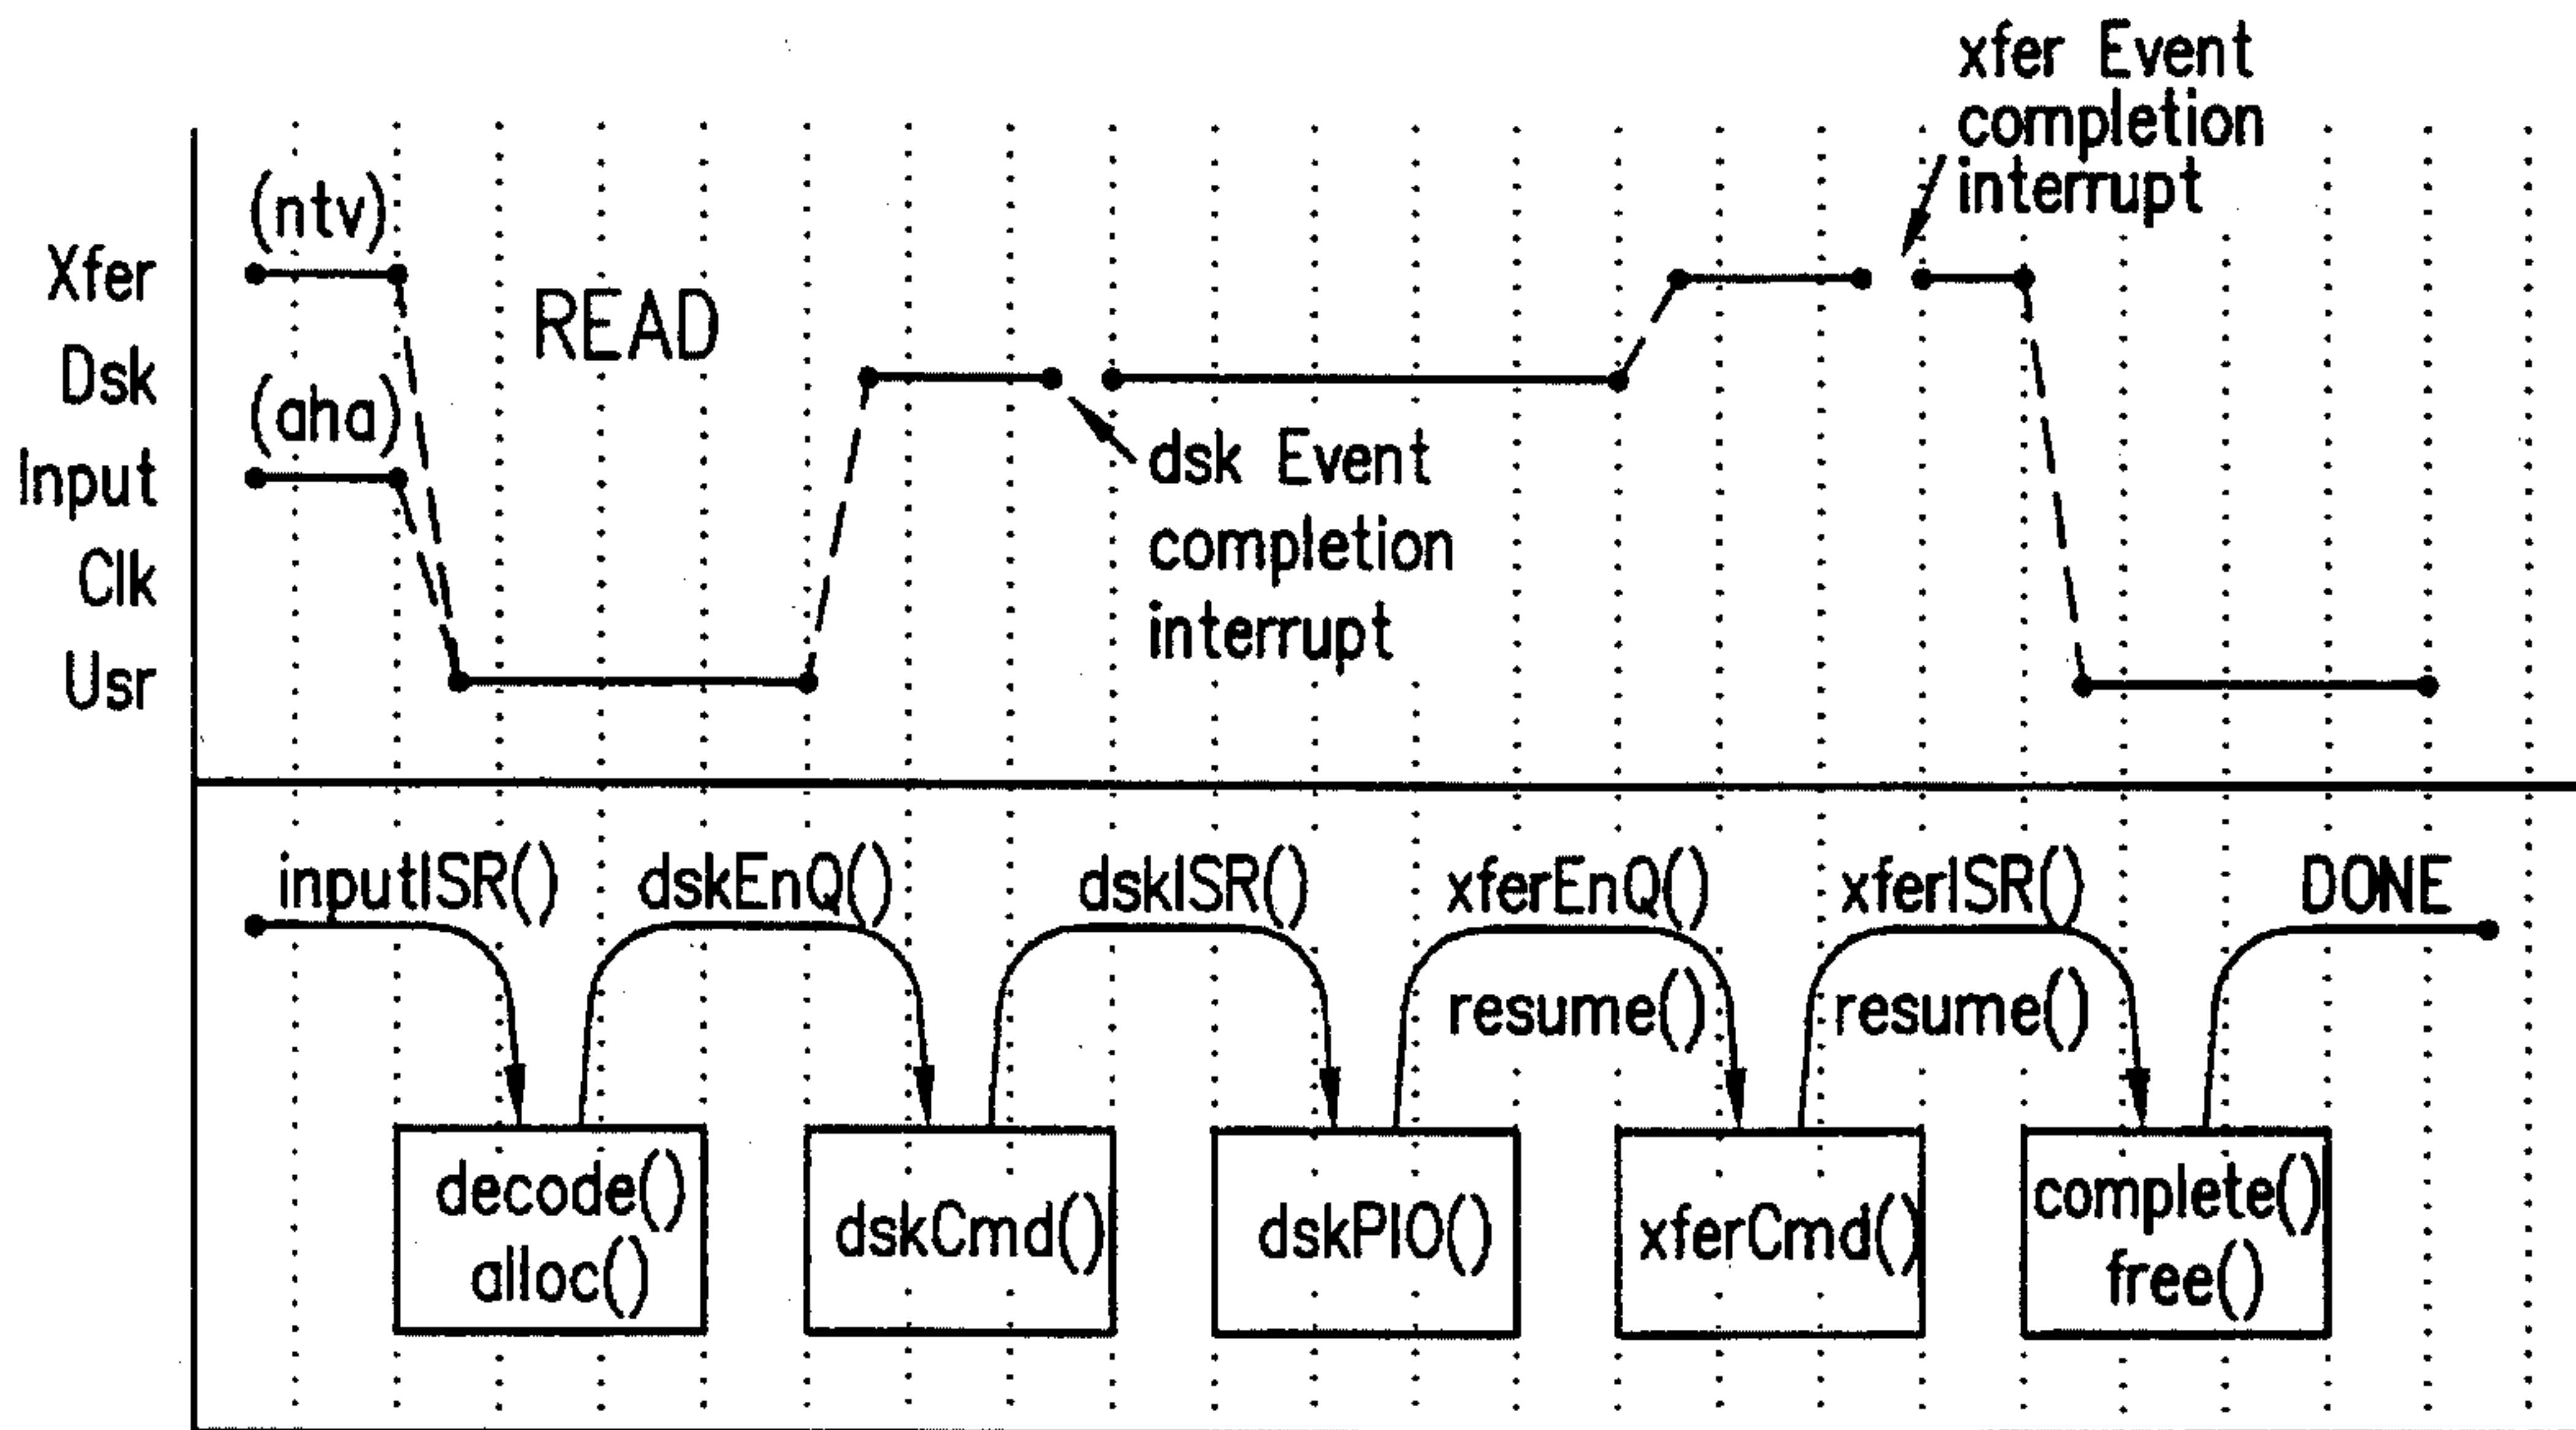 xfer Event
completion
interrupt
(ntv)
Xfer
READ
Dsk
(aha)
dsk Event
Input
completion
Clk
interrupt
Usr
inputISR() dskEnQ() dskISR() xferEnQ() xferISR() DONE
resume() resume()
decode()
alloc()
dskCmd()
dskPIO()
xferCmd()
complete()
free()